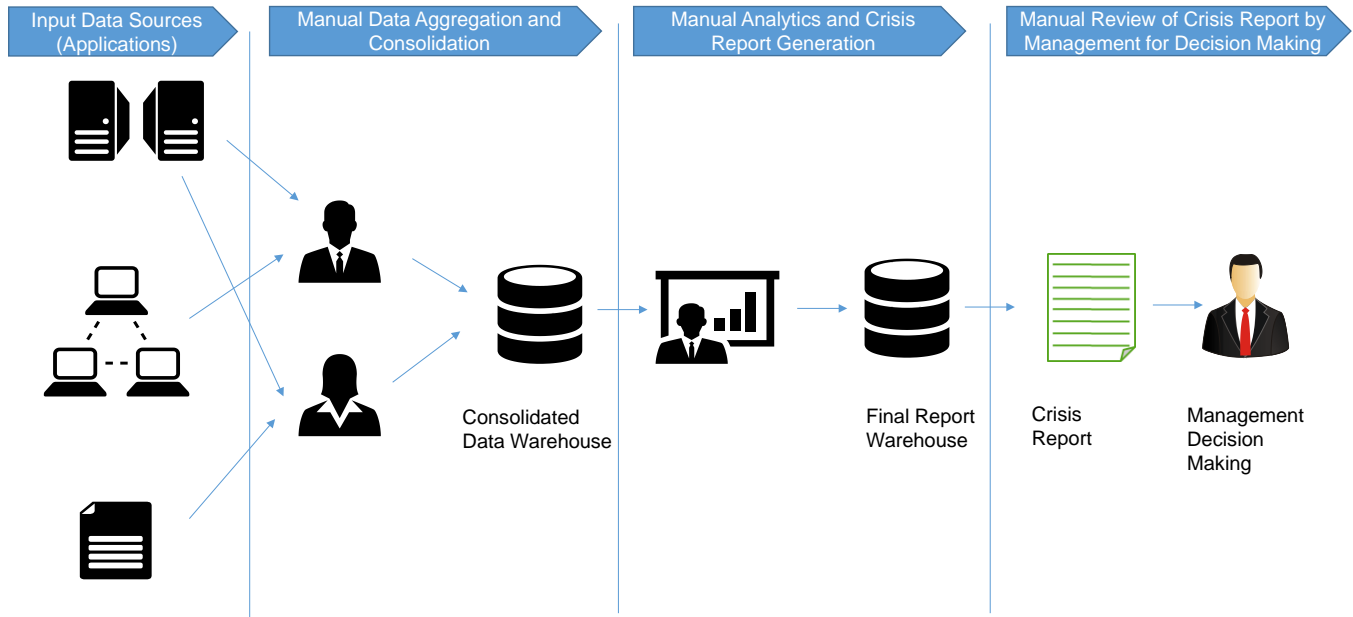 Input Data Sources
(Applications)
Manual Data Aggregation and
Consolidation
Manual Analytics and Crisis
Report Generation
Manual Review of Crisis Report by
Management for Decision Making
Consolidated
Data Warehouse
Final Report
Warehouse
Crisis
Report
Management
Decision
Making